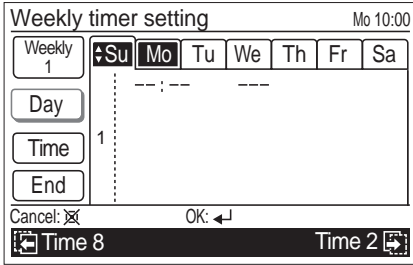 Weekly timer setting Mo 10:00
Weekly 1
Su Mo Tu We Th Fr Sa
--:-- ---
Day
Time
1
End
Cancel: OK:
Time 8 Time 2